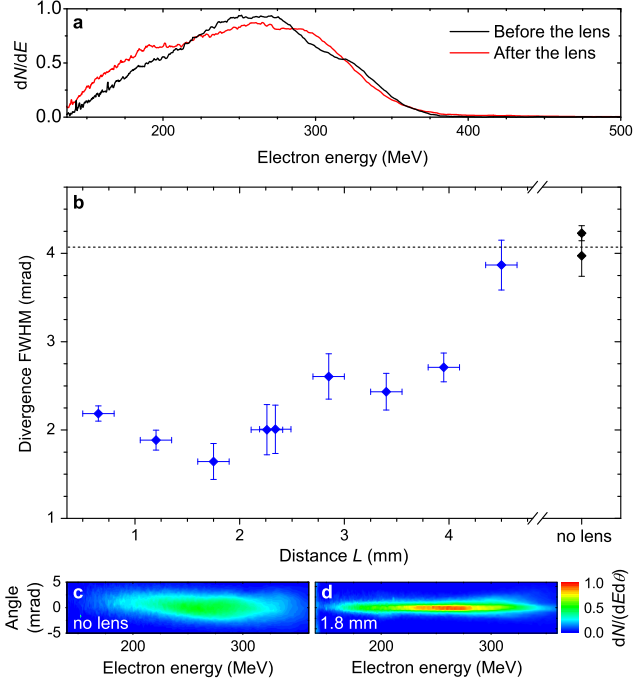 a
dN/dE
1.0
0.5
0.0
Before the lens
After the lens
200
300
400
500
Electron energy (MeV)
b
Divergence FWHM (mrad)
4
3
2
1
1
2
3
4
no lens
Distance L (mm)
c
d
Angle
(mrad)
5
0
-5
no lens
1.8 mm
1.0
0.5
0.0
dN/(dEdθ)
200
300
200
300
Electron energy (MeV)
Electron energy (MeV)